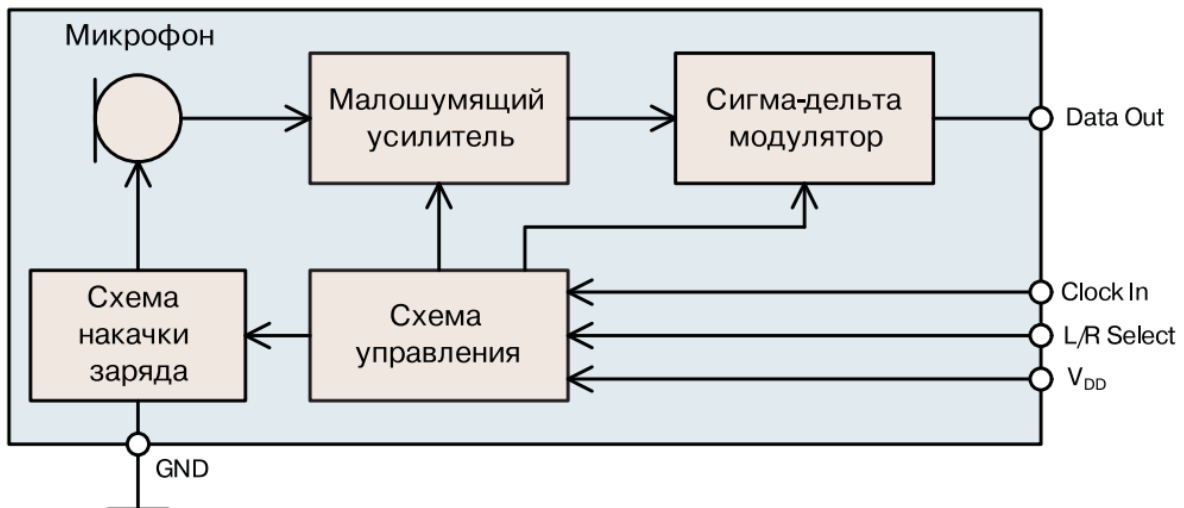 Микрофон
Малошумящий
усилитель
Сигма-дельта
модулятор
Data Out
Схема
накачки
заряда
Схема
управления
Clock In
L/R Select
VDD
GND